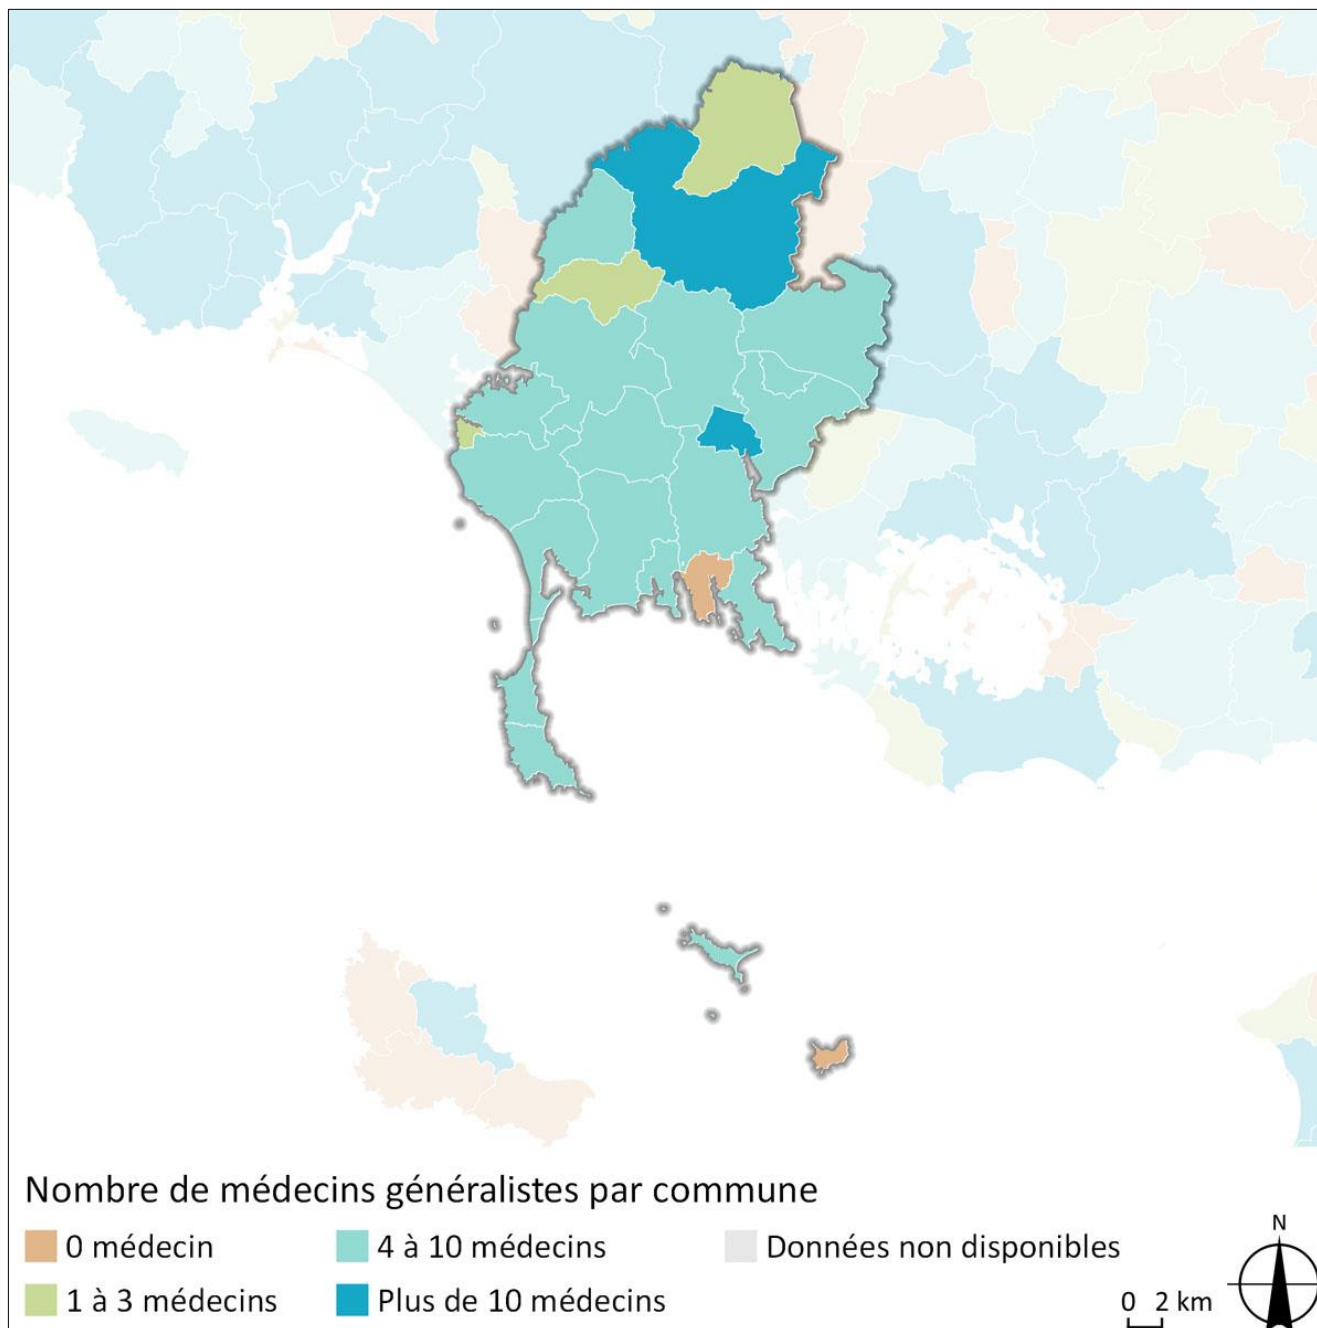 Nombre de médecins généralistes par commune
0 médecin
4 à 10 médecins
Données non disponibles
1 à 3 médecins
Plus de 10 médecins
0 2 km
N